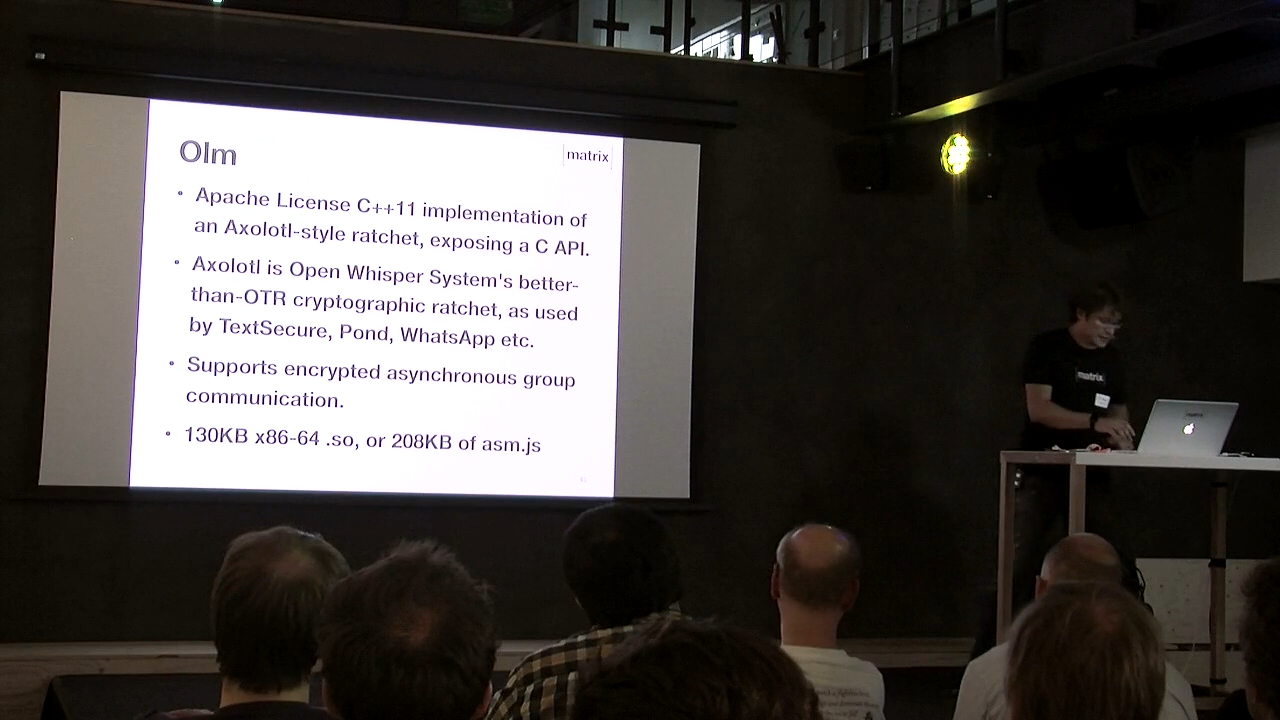 Olm
matrix
• Apache License C++11 implementation of
an Axolotl-style ratchet, exposing a C API.
• Axolotl is Open Whisper System's better-
than-OTR cryptographic ratchet, as used
by TextSecure, Pond, WhatsApp etc.
• Supports encrypted asynchronous group
communication.
• 130KB x86-64 .so, or 208KB of asm.js
matrix